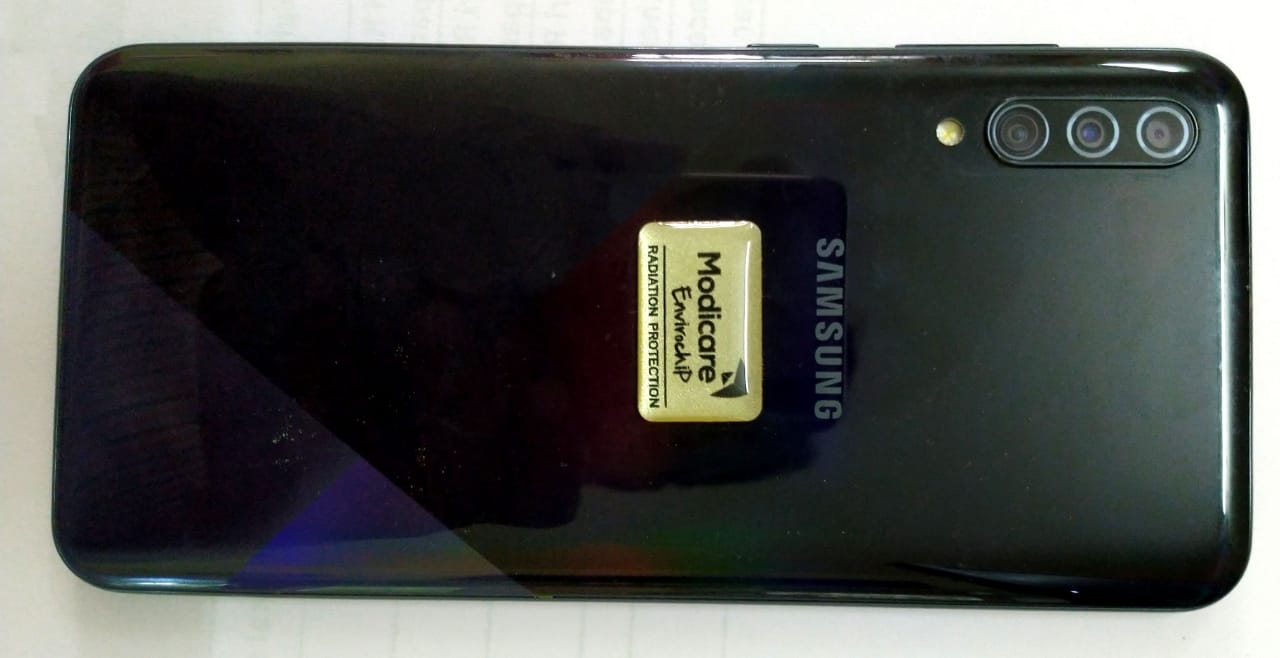 SAMSUNG
Modicare
Envirochip
RADIATION PROTECTION